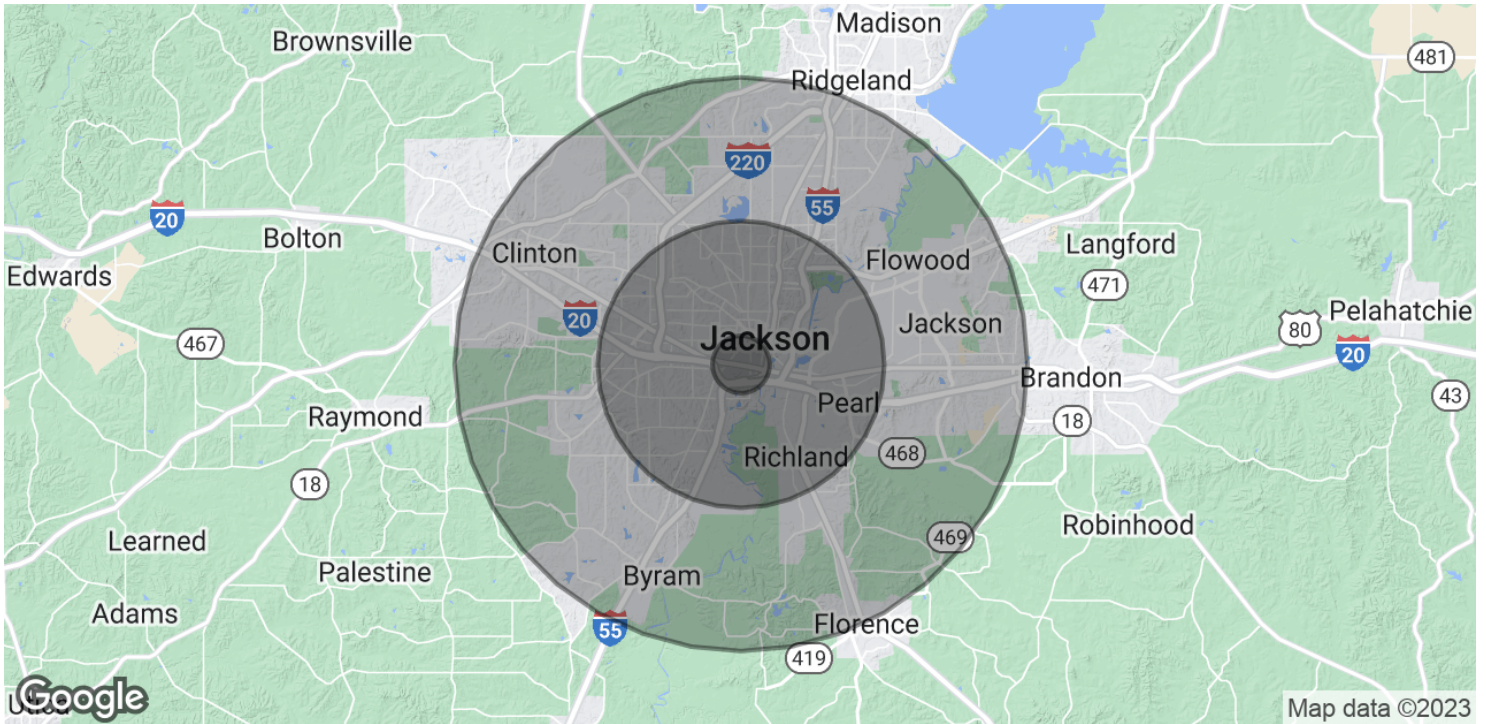 Madison
Brownsville
481
Ridgeland
220
55
20
Bolton
Clinton
Flowood
Langford
Edwards
471
20
Jackson
Pelahatchie
80
467
Jackson
20
Brandon
Pearl
43
Raymond
18
Richland
468
18
Robinhood
469
Learned
Palestine
Byram
Adams
55
Florence
419
Utica
Google
Map data ©2023